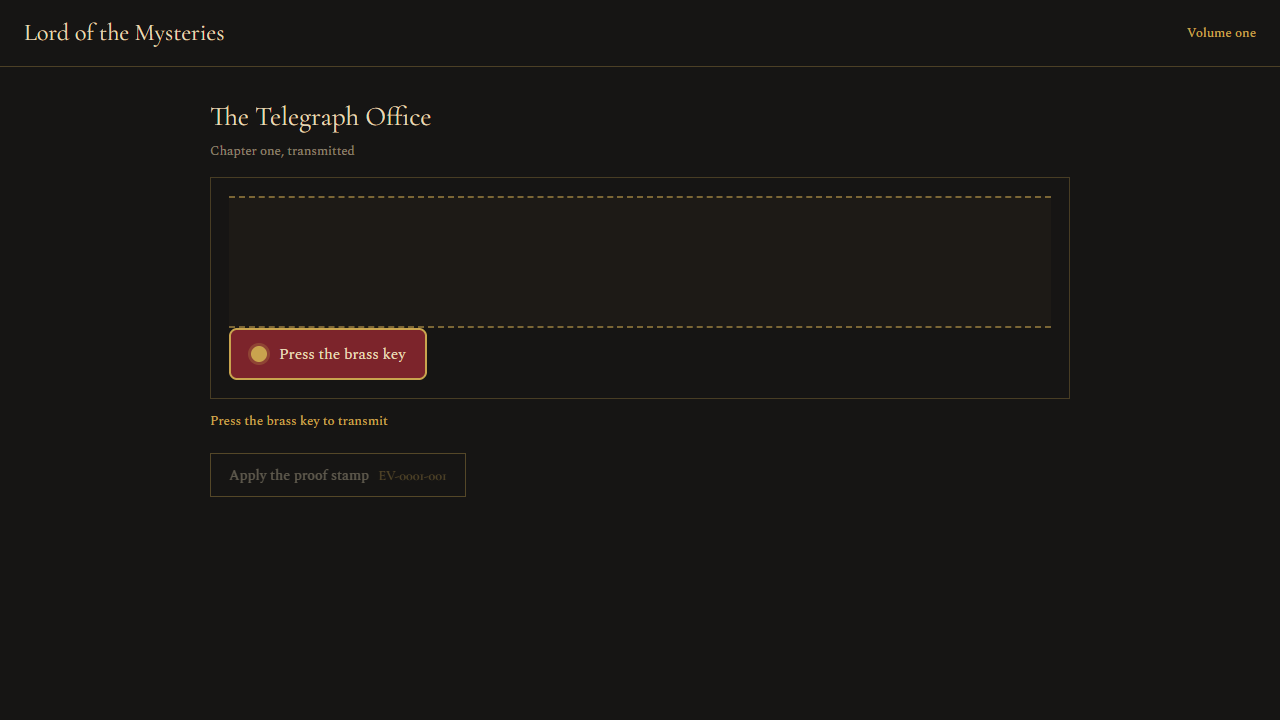 Lord of the Mysteries
Volume one
The Telegraph Office
Chapter one, transmitted
Press the brass key
Press the brass key to transmit
Apply the proof stamp EV-0001-001